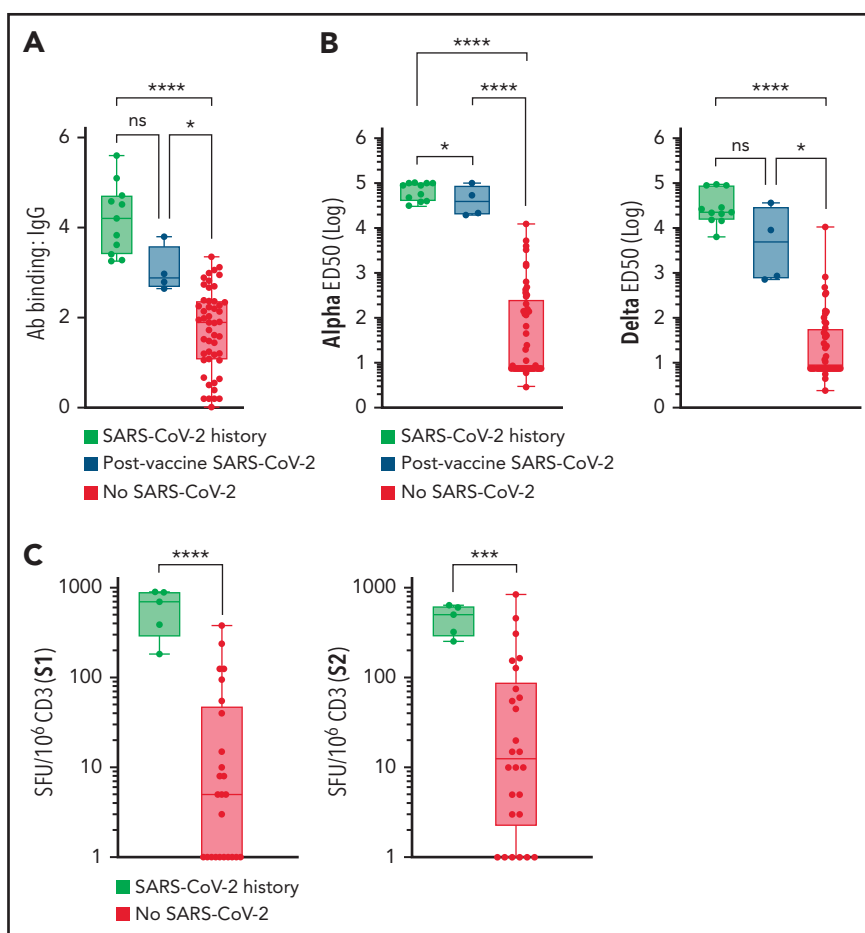 A
B
****
****
ns
*
****
*
****
****
ns
*
Ab binding: IgG
6
4
2
0
Alpha ED50 (Log)
6
5
4
3
2
1
0
Delta ED50 (Log)
6
5
4
3
2
1
0
SARS-CoV-2 history
Post-vaccine SARS-CoV-2
No SARS-CoV-2
SARS-CoV-2 history
Post-vaccine SARS-CoV-2
No SARS-CoV-2
C
****
***
SFU/10⁶ CD3 (S1)
1000
100
10
1
SFU/10⁶ CD3 (S2)
1000
100
10
1
SARS-CoV-2 history
No SARS-CoV-2